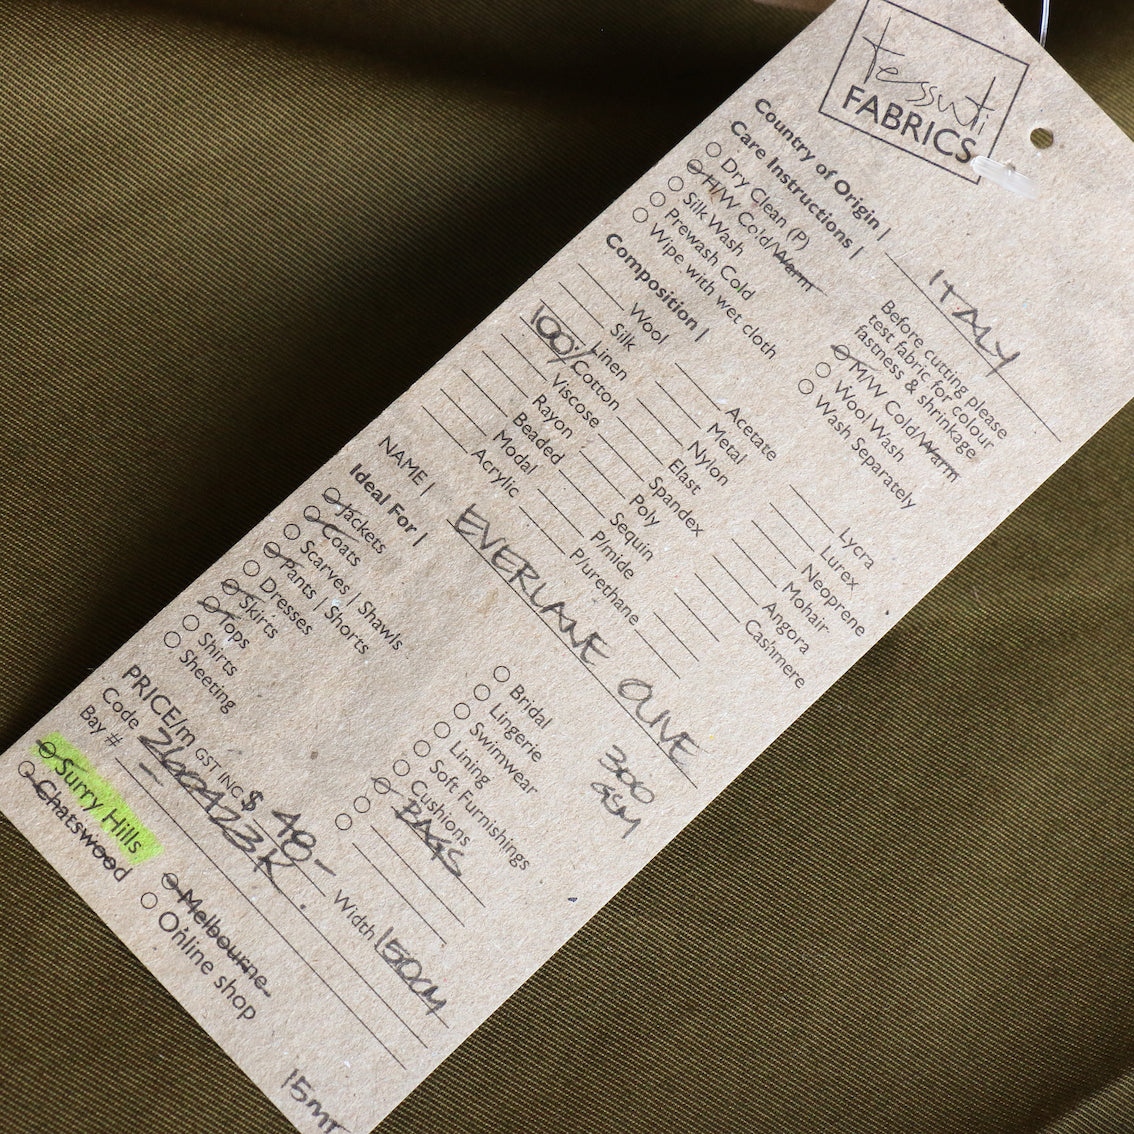 tessuti
FABRICS
Country of Origin | ITALY
Care Instructions |
Before cutting please
test fabric for colour
fastness & shrinkage
Dry Clean (P)
H/W Cold/Warm
Silk Wash
Prewash Cold
Wipe with wet cloth
M/W Cold/Warm
Wool Wash
Wash Separately
Composition |
Wool
Silk
Linen
100% Cotton
Viscose
Rayon
Beaded
Modal
Acrylic
Acetate
Metal
Nylon
Elast
Spandex
Poly
Sequin
P/mide
P/urethane
Lycra
Lurex
Neoprene
Mohair
Angora
Cashmere
NAME | EVERLANE OLIVE
300
GSM
Ideal For |
Jackets
Coats
Scarves | Shawls
Pants | Shorts
Dresses
Skirts
Tops
Shirts
Sheeting
Bridal
Lingerie
Swimwear
Lining
Soft Furnishings
Cushions
BAGS
PRICE/m GST INC $ 48- Width 150CM
Code 2600423R
Bay #
Surry Hills
Chatswood
Melbourne
Online shop
15MT